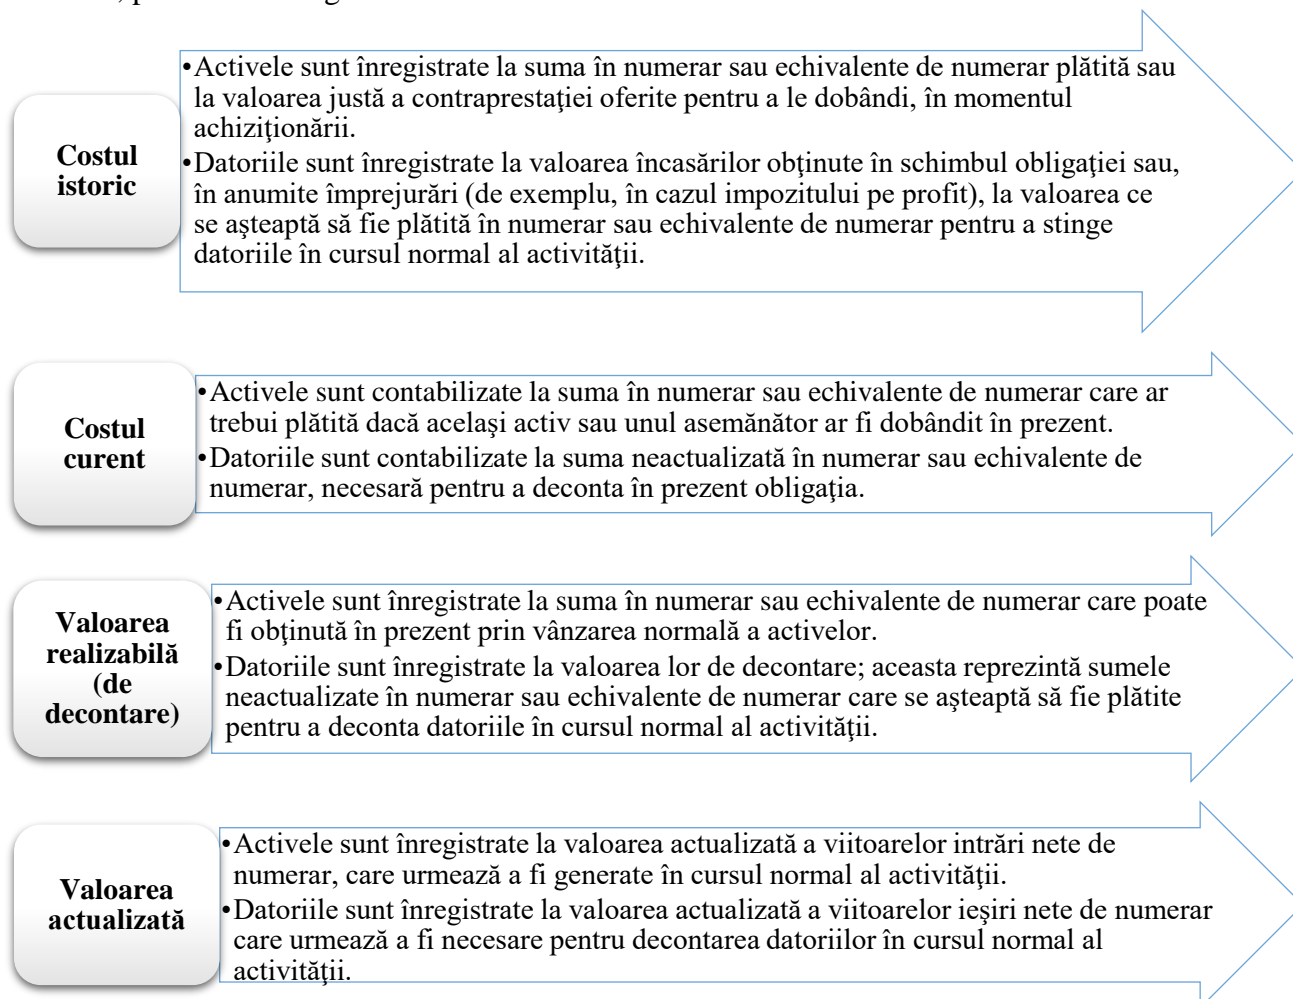 Costul
istoric
•Activele sunt înregistrate la suma în numerar sau echivalente de numerar plătită sau
la valoarea justă a contraprestaţiei oferite pentru a le dobândi, în momentul
achiziţionării.
•Datoriile sunt înregistrate la valoarea încasărilor obţinute în schimbul obligaţiei sau,
în anumite împrejurări (de exemplu, în cazul impozitului pe profit), la valoarea ce
se aşteaptă să fie plătită în numerar sau echivalente de numerar pentru a stinge
datoriile în cursul normal al activităţii.
Costul
curent
•Activele sunt contabilizate la suma în numerar sau echivalente de numerar care ar
trebui plătită dacă acelaşi activ sau unul asemănător ar fi dobândit în prezent.
•Datoriile sunt contabilizate la suma neactualizată în numerar sau echivalente de
numerar, necesară pentru a deconta în prezent obligaţia.
Valoarea
realizabilă
(de
decontare)
•Activele sunt înregistrate la suma în numerar sau echivalente de numerar care poate
fi obţinută în prezent prin vânzarea normală a activelor.
•Datoriile sunt înregistrate la valoarea lor de decontare; aceasta reprezintă sumele
neactualizate în numerar sau echivalente de numerar care se aşteaptă să fie plătite
pentru a deconta datoriile în cursul normal al activităţii.
Valoarea
actualizată
•Activele sunt înregistrate la valoarea actualizată a viitoarelor intrări nete de
numerar, care urmează a fi generate în cursul normal al activităţii.
•Datoriile sunt înregistrate la valoarea actualizată a viitoarelor ieşiri nete de numerar
care urmează a fi necesare pentru decontarea datoriilor în cursul normal al
activităţii.